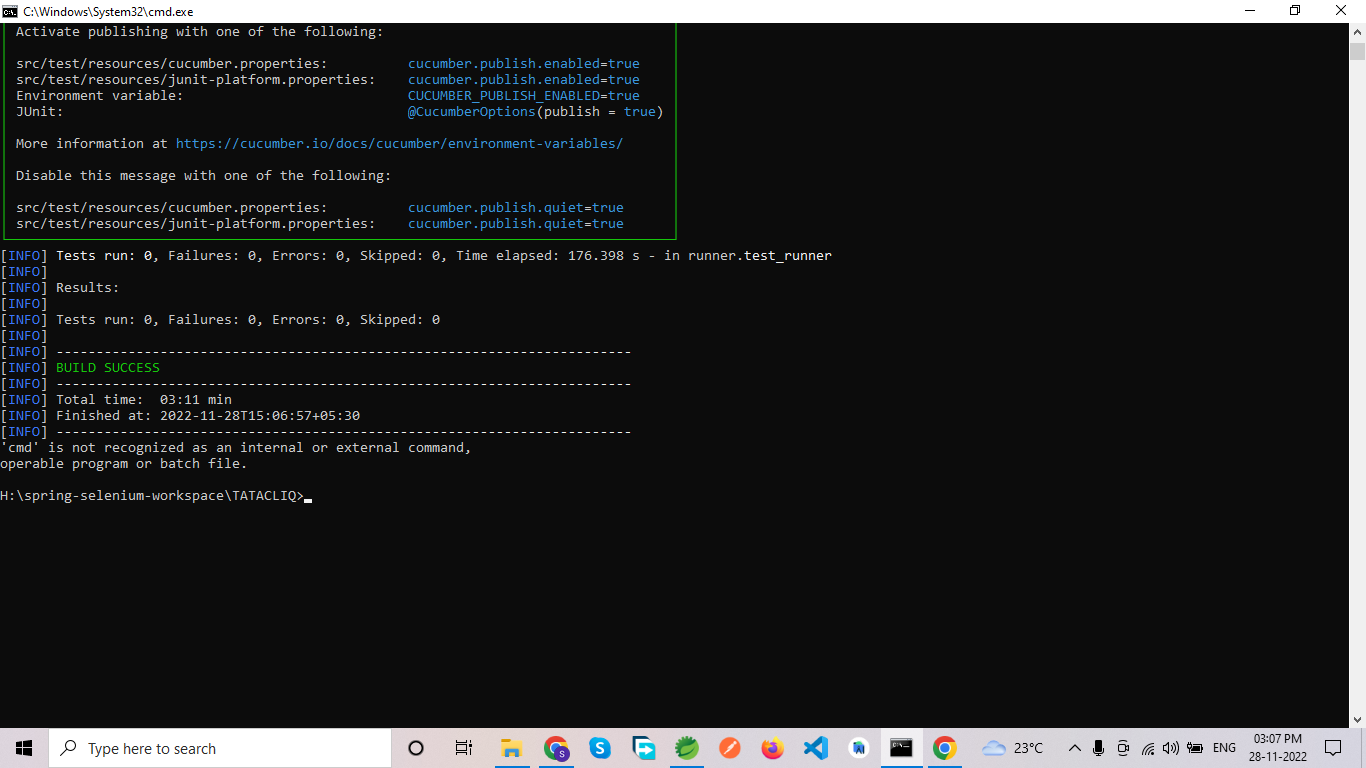 C:\Windows\System32\cmd.exe
Activate publishing with one of the following:
src/test/resources/cucumber.properties: cucumber.publish.enabled=true
src/test/resources/junit-platform.properties: cucumber.publish.enabled=true
Environment variable: CUCUMBER_PUBLISH_ENABLED=true
JUnit: @CucumberOptions(publish = true)
More information at https://cucumber.io/docs/cucumber/environment-variables/
Disable this message with one of the following:
src/test/resources/cucumber.properties: cucumber.publish.quiet=true
src/test/resources/junit-platform.properties: cucumber.publish.quiet=true
[INFO] Tests run: 0, Failures: 0, Errors: 0, Skipped: 0, Time elapsed: 176.398 s - in runner.test_runner
[INFO]
[INFO] Results:
[INFO]
[INFO] Tests run: 0, Failures: 0, Errors: 0, Skipped: 0
[INFO]
[INFO] ------------------------------------------------------------------------
[INFO] BUILD SUCCESS
[INFO] ------------------------------------------------------------------------
[INFO] Total time:  03:11 min
[INFO] Finished at: 2022-11-28T15:06:57+05:30
[INFO] ------------------------------------------------------------------------
'cmd' is not recognized as an internal or external command,
operable program or batch file.
H:\spring-selenium-workspace\TATACLIQ>
Type here to search
23°C
ENG
03:07 PM
28-11-2022